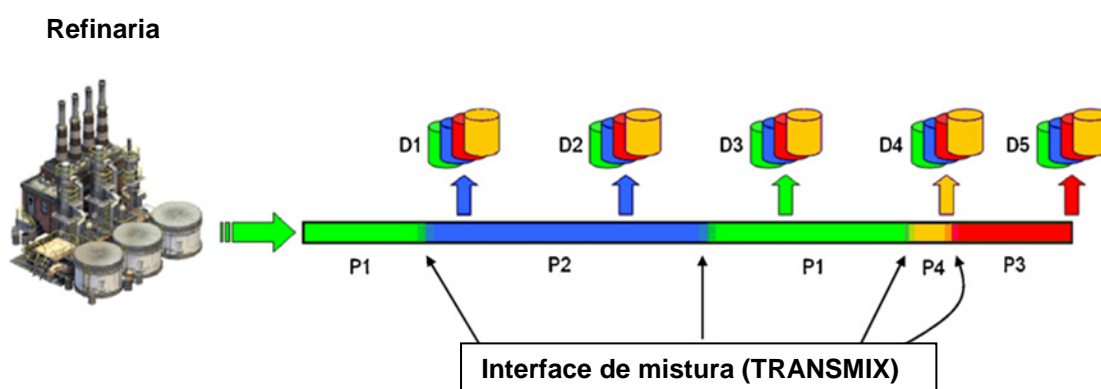 Refinaria
D1 D2 D3 D4 D5
P1 P2 P1 P4 P3
Interface de mistura (TRANSMIX)